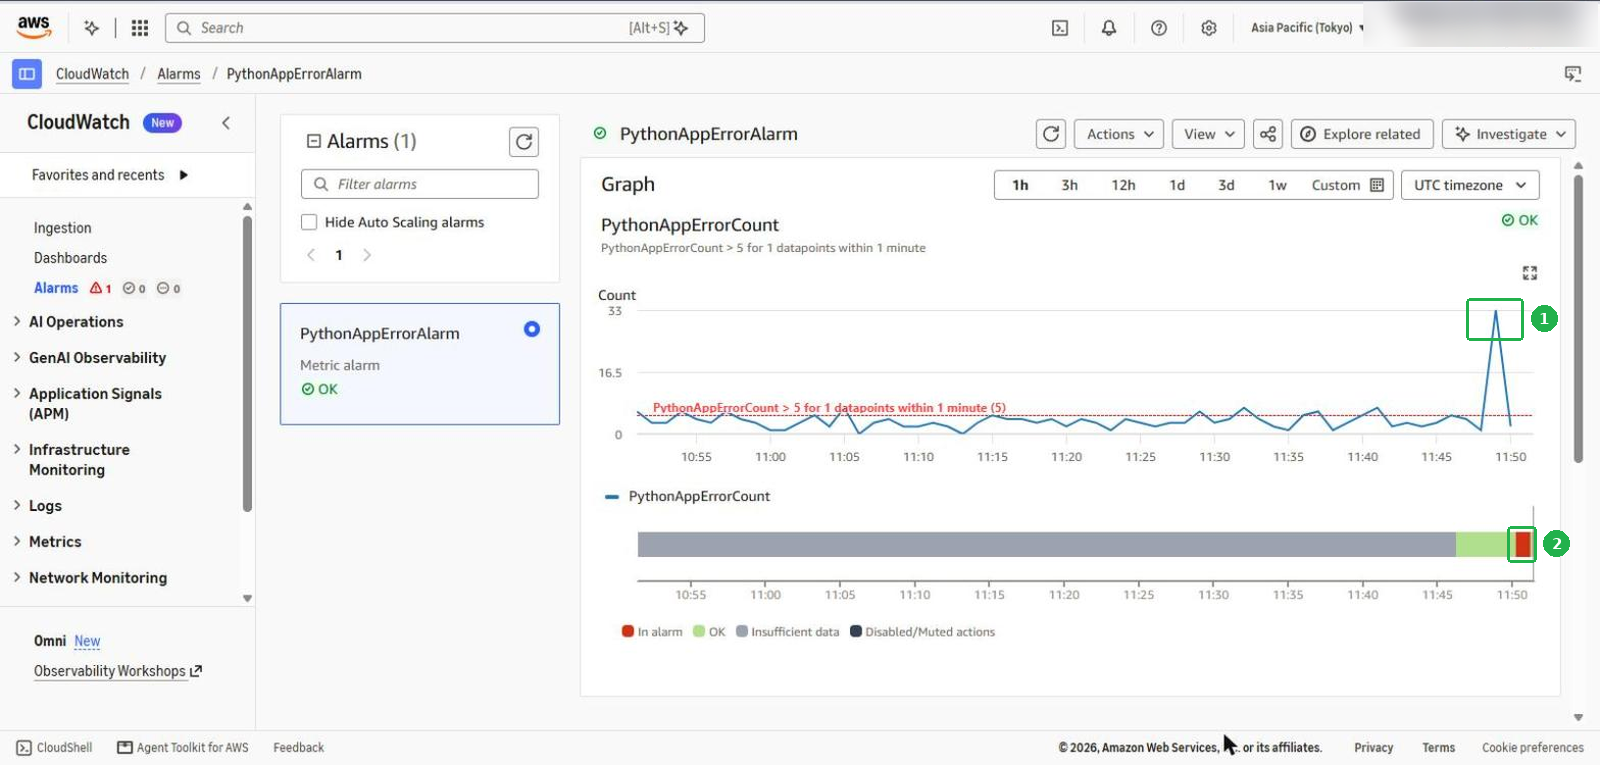 aws
Search
[Alt+S]
Asia Pacific (Tokyo)
CloudWatch / Alarms / PythonAppErrorAlarm
CloudWatch New
Favorites and recents
Ingestion
Dashboards
Alarms 1 0 0
AI Operations
GenAI Observability
Application Signals
(APM)
Infrastructure
Monitoring
Logs
Metrics
Network Monitoring
Omni New
Observability Workshops
Alarms (1)
Filter alarms
Hide Auto Scaling alarms
1
PythonAppErrorAlarm
Metric alarm
OK
PythonAppErrorAlarm
Actions
View
Explore related
Investigate
Graph
1h 3h 12h 1d 3d 1w Custom
UTC timezone
PythonAppErrorCount
OK
PythonAppErrorCount > 5 for 1 datapoints within 1 minute
Count
33
1
16.5
PythonAppErrorCount > 5 for 1 datapoints within 1 minute (5)
0
10:55 11:00 11:05 11:10 11:15 11:20 11:25 11:30 11:35 11:40 11:45 11:50
PythonAppErrorCount
2
10:55 11:00 11:05 11:10 11:15 11:20 11:25 11:30 11:35 11:40 11:45 11:50
In alarm OK Insufficient data Disabled/Muted actions
CloudShell Agent Toolkit for AWS Feedback
© 2026, Amazon Web Services, or its affiliates. Privacy Terms Cookie preferences